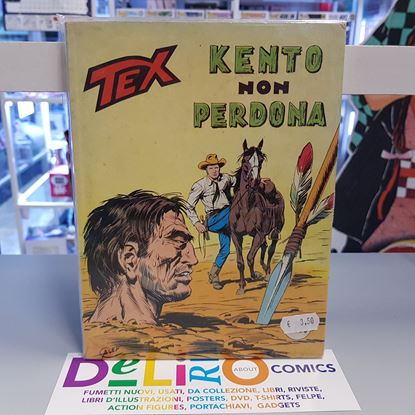 TEX
KENTO
NON
PERDONA
€ 3,50
DeLiRiO ABOUT COMICS
FUMETTI NUOVI, USATI, DA COLLEZIONE, LIBRI, RIVISTE,
LIBRI D'ILLUSTRAZIONI, POSTERS, DVD, T-SHIRTS, FELPE,
ACTION FIGURES, PORTACHIAVI, GADGETS